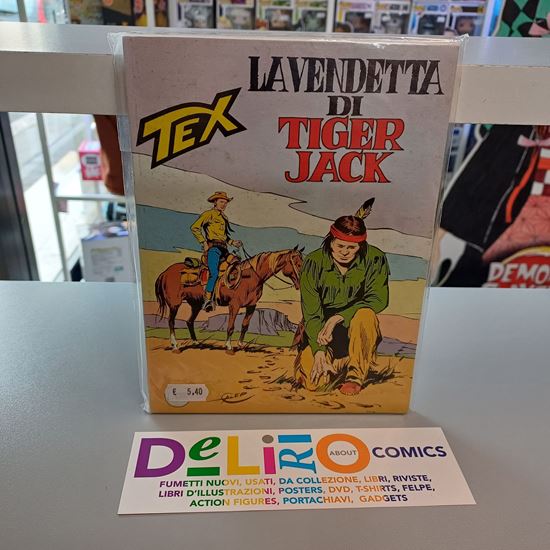 LA VENDETTA
DI
TIGER
JACK
TEX
€ 5,40
DeLiRiO ABOUT COMICS
FUMETTI NUOVI, USATI, DA COLLEZIONE, LIBRI, RIVISTE,
LIBRI D'ILLUSTRAZIONI, POSTERS, DVD, T-SHIRTS, FELPE,
ACTION FIGURES, PORTACHIAVI, GADGETS
DEMO